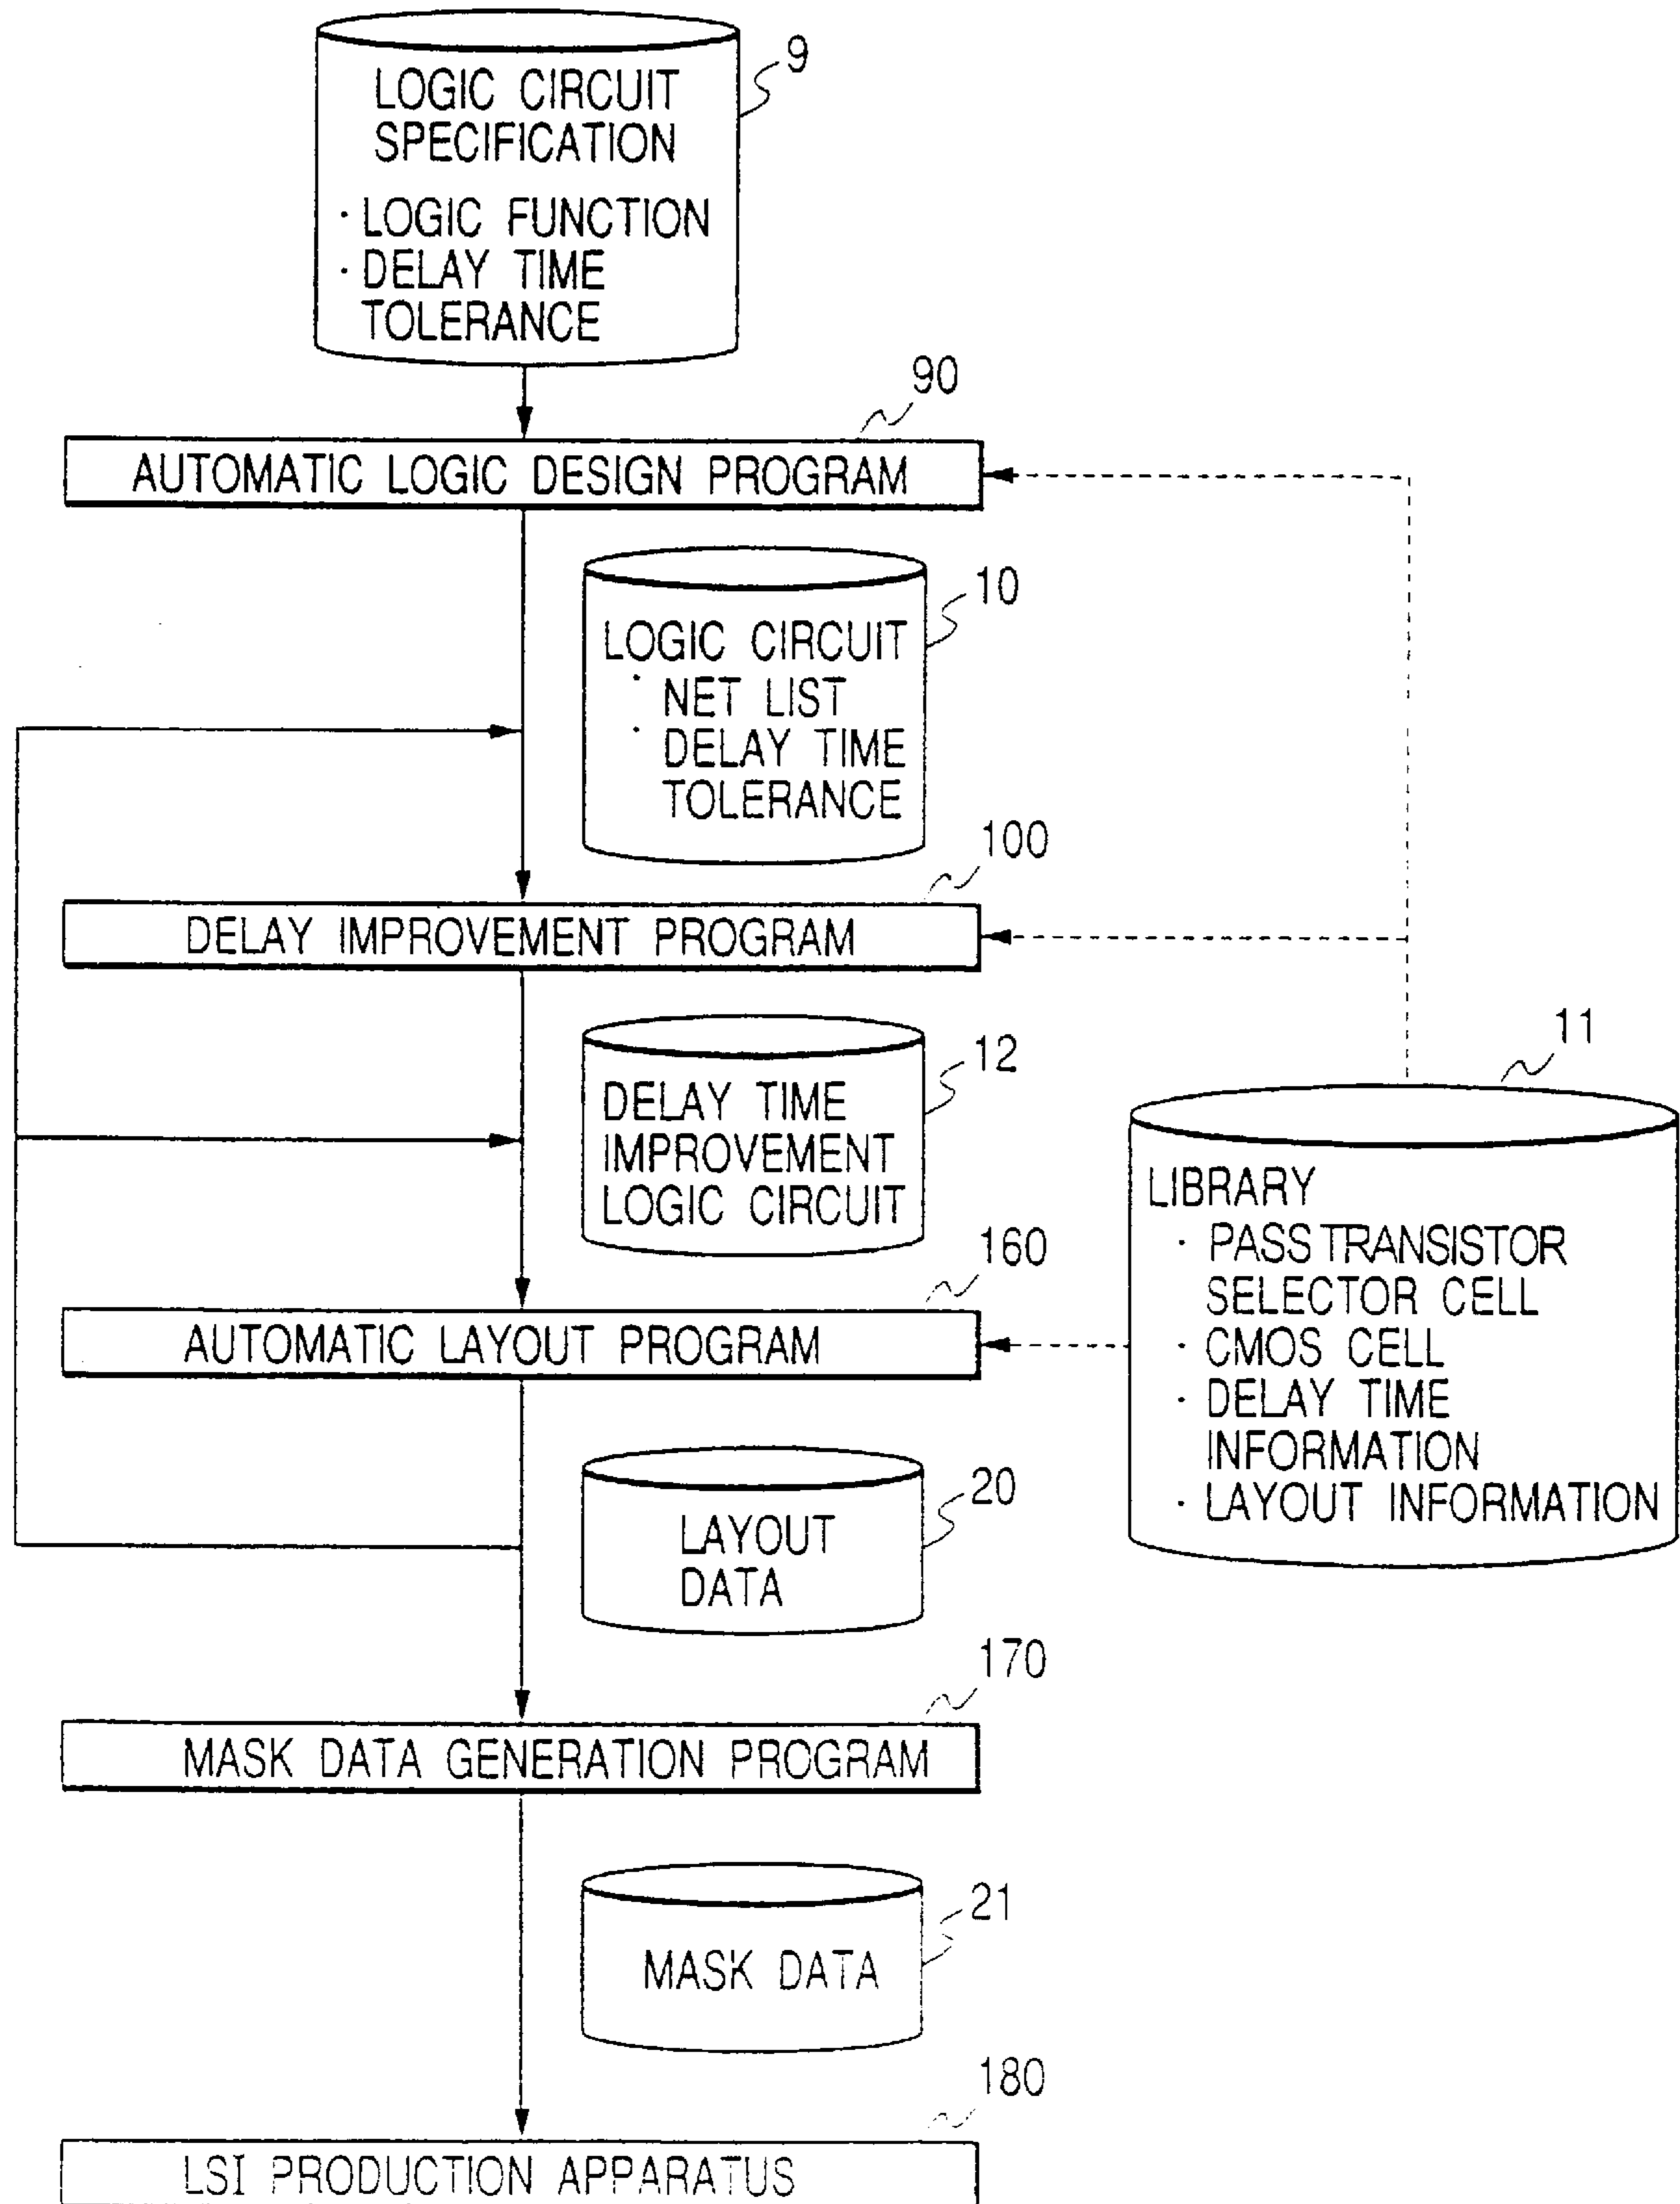 9
LOGIC CIRCUIT
SPECIFICATION
· LOGIC FUNCTION
· DELAY TIME
TOLERANCE
90
AUTOMATIC LOGIC DESIGN PROGRAM
10
LOGIC CIRCUIT
· NET LIST
· DELAY TIME
TOLERANCE
100
DELAY IMPROVEMENT PROGRAM
12
DELAY TIME
IMPROVEMENT
LOGIC CIRCUIT
11
LIBRARY
· PASS TRANSISTOR
SELECTOR CELL
· CMOS CELL
· DELAY TIME
INFORMATION
· LAYOUT INFORMATION
160
AUTOMATIC LAYOUT PROGRAM
20
LAYOUT
DATA
170
MASK DATA GENERATION PROGRAM
21
MASK DATA
180
LSI PRODUCTION APPARATUS